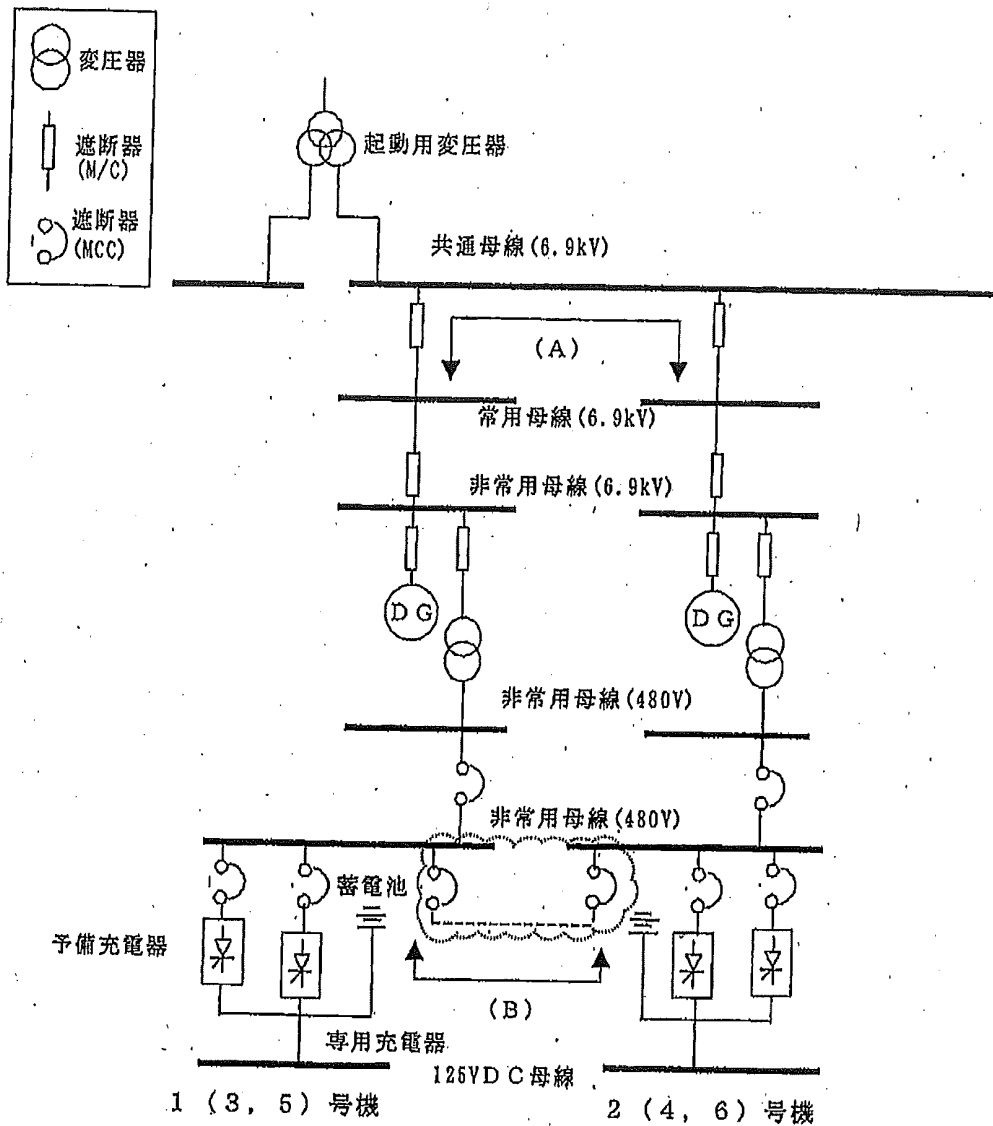 変圧器
遮断器
(M/C)
遮断器
(MCC)
起動用変圧器
共通母線(6.9kV)
(A)
常用母線(6.9kV)
非常用母線(6.9kV)
DG
DG
非常用母線(480V)
非常用母線(480V)
蓄電池
予備充電器
(B)
専用充電器
125VDC母線
1(3,5)号機
2(4,6)号機